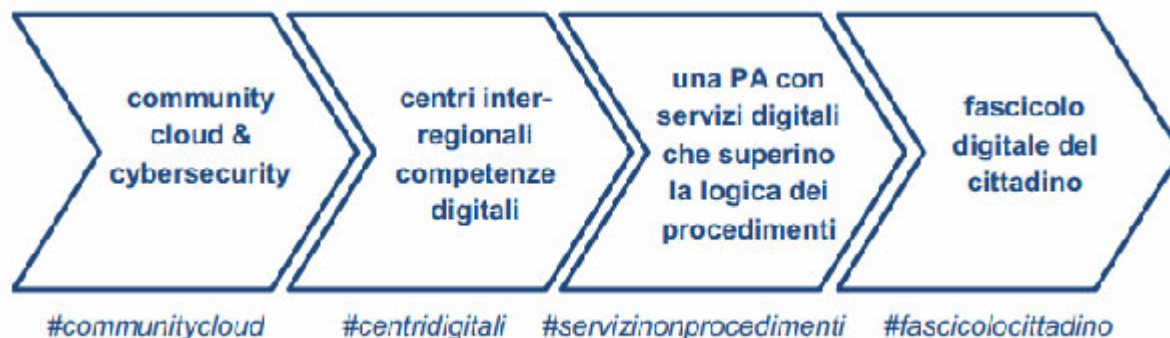 community
cloud &
cybersecurity
centri inter-
regionali
competenze
digitali
una PA con
servizi digitali
che superino
la logica dei
procedimenti
fascicolo
digitale del
cittadino
#communitycloud
#centridigitali
#servizinonprocedimenti
#fascicolocittadino